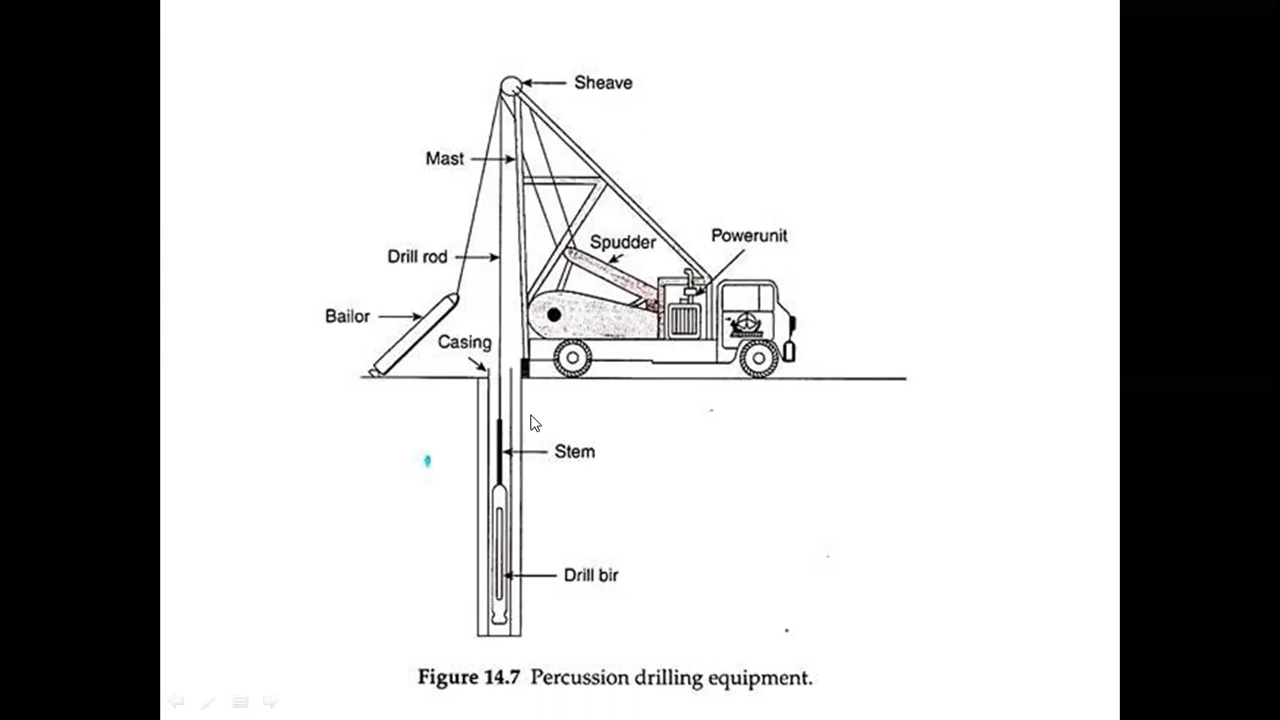 Sheave
Mast
Powerunit
Spudder
Drill rod
Bailor
Casing
Stem
Drill bir
Figure 14.7 Percussion drilling equipment.